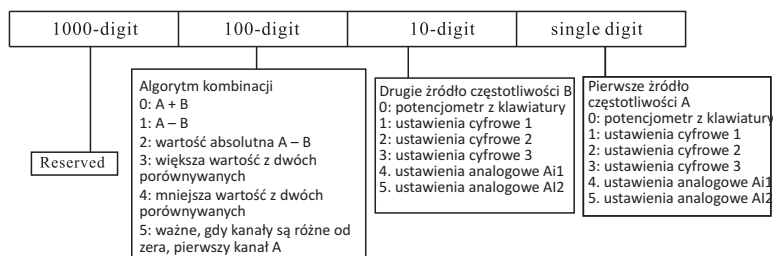 1000-digit
100-digit
10-digit
single digit
Reserved
Algorytm kombinacji
0: A + B
1: A – B
2: wartość absolutna A – B
3: większa wartość z dwóch
porównywanych
4: mniejsza wartość z dwóch
porównywanych
5: ważne, gdy kanały są różne od
zera, pierwszy kanał A
Drugie żródło częstotliwości B
0: potencjometr z klawiatury
1: ustawienia cyfrowe 1
2: ustawienia cyfrowe 2
3: ustawienia cyfrowe 3
4. ustawienia analogowe Ai1
5. ustawienia analogowe AI2
Pierwsze żródło
częstotliwości A
0: potencjometr z klawiatury
1: ustawienia cyfrowe 1
2: ustawienia cyfrowe 2
3: ustawienia cyfrowe 3
4. ustawienia analogowe Ai1
5. ustawienia analogowe AI2